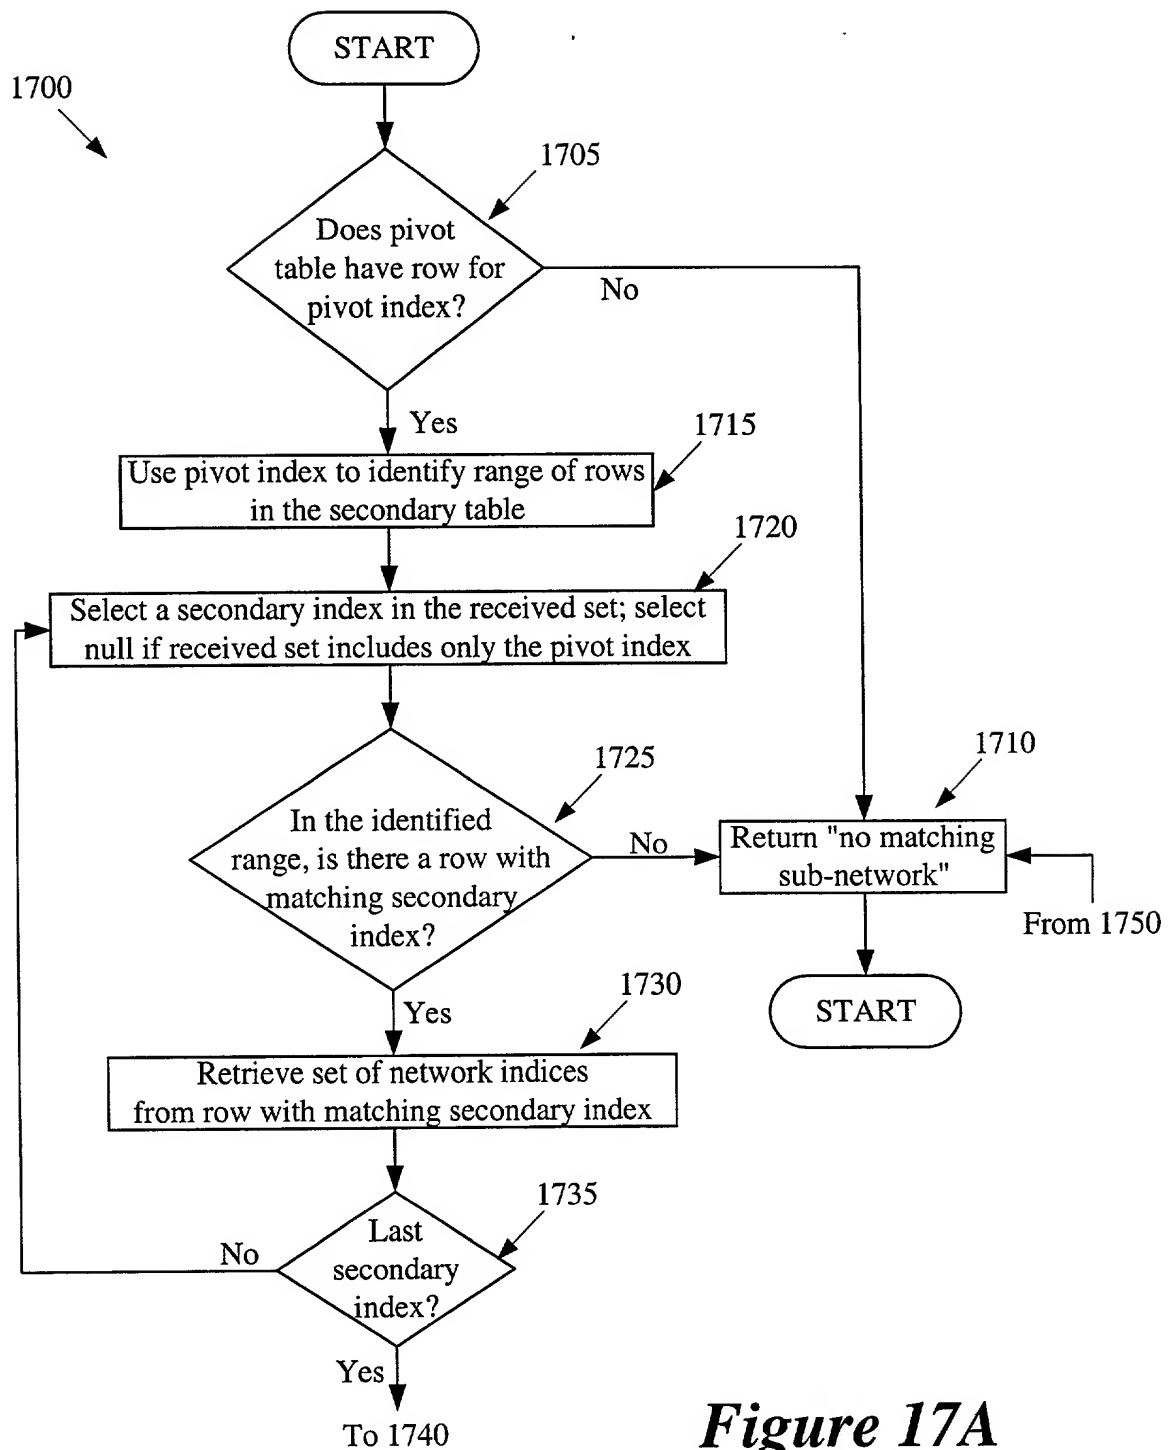 START
1700
1705
Does pivot
table have row for
pivot index?
No
Yes
1715
Use pivot index to identify range of rows
in the secondary table
1720
Select a secondary index in the received set; select
null if received set includes only the pivot index
1725
In the identified
range, is there a row with
matching secondary
index?
No
1710
Return "no matching
sub-network"
From 1750
START
Yes
1730
Retrieve set of network indices
from row with matching secondary index
1735
Last
secondary
index?
No
Yes
To 1740
Figure 17A